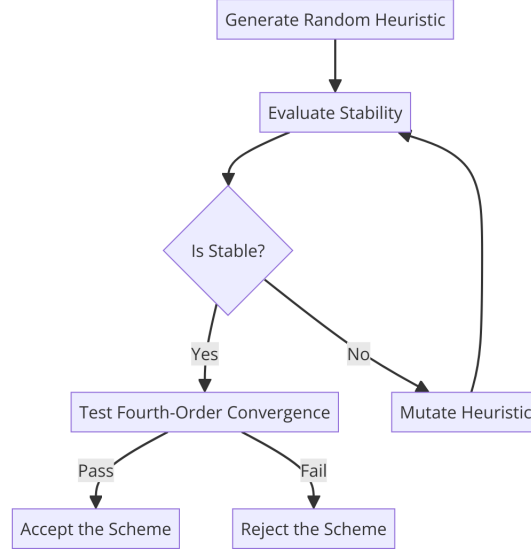 Generate Random Heuristic
Evaluate Stability
Is Stable?
Yes
No
Test Fourth-Order Convergence
Mutate Heuristic
Pass
Fail
Accept the Scheme
Reject the Scheme